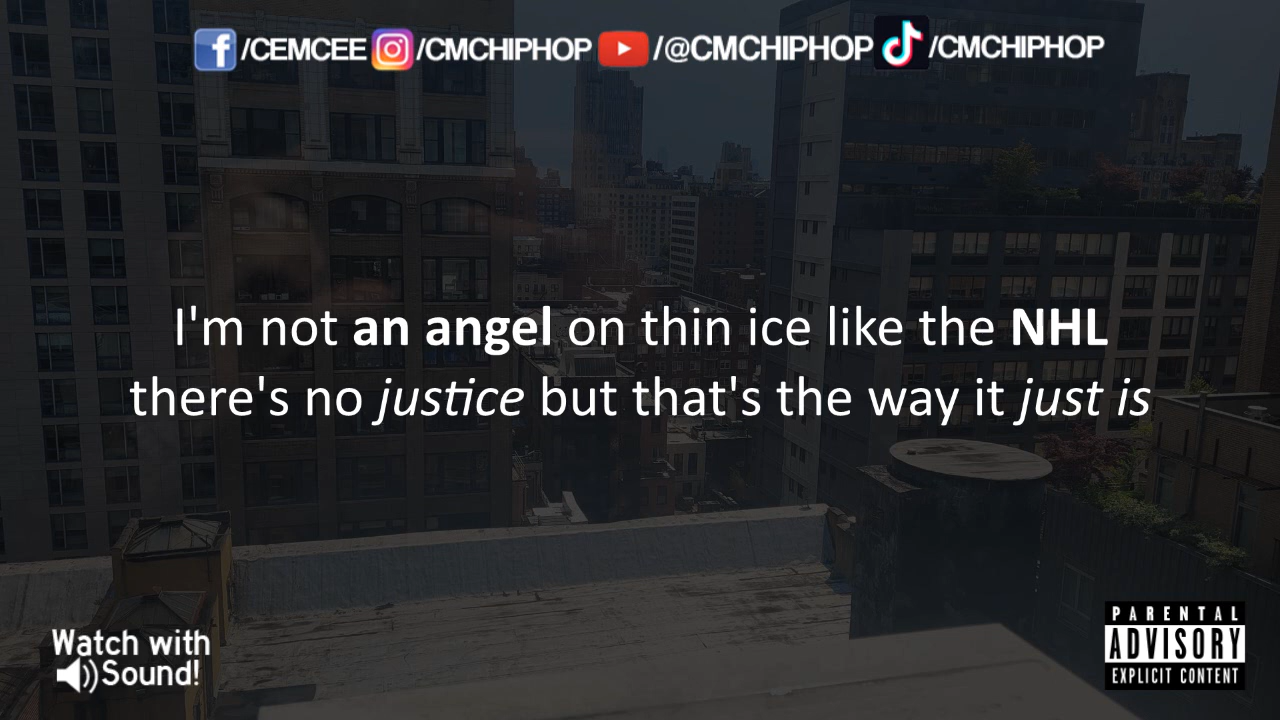 /CEMCEE /CMCHIPHOP /@CMCHIPHOP /CMCHIPHOP
I'm not an angel on thin ice like the NHL
there's no justice but that's the way it just is
Watch with
Sound!
PARENTAL
ADVISORY
EXPLICIT CONTENT